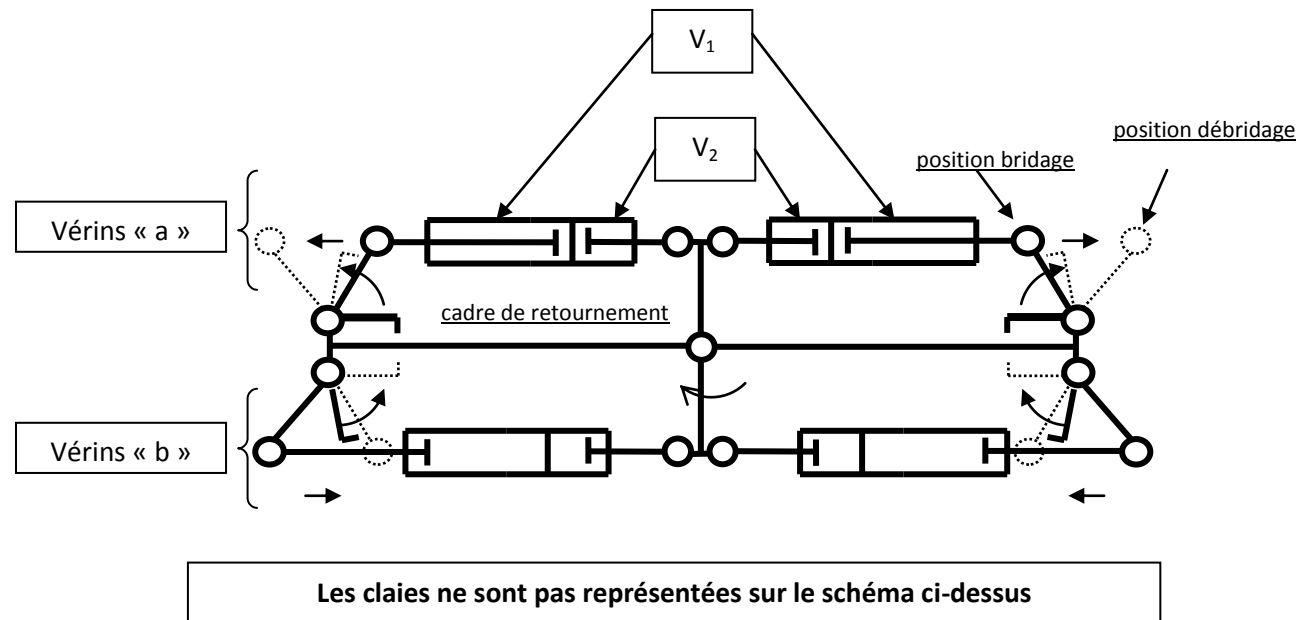 V₁
position débridage
V₂
position bridage
Vérins « a »
cadre de retournement
Vérins « b »
Les claies ne sont pas représentées sur le schéma ci-dessus